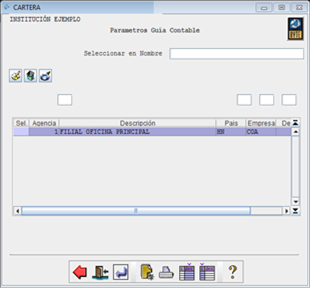 CARTERA
INSTITUCIÓN EJEMPLO
Parametros Guia Contable
Seleccionar en Nombre
Sel. Agencia Descripción Pais Empresa De
1 FILIAL OFICINA PRINCIPAL HN COA